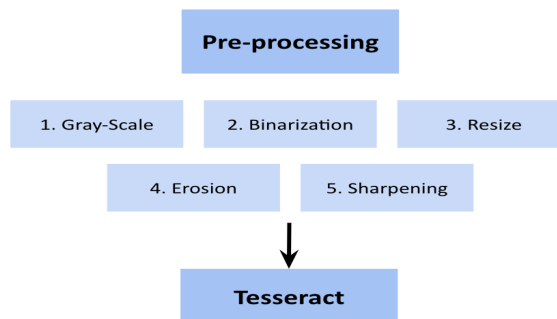 Pre-processing
1. Gray-Scale
2. Binarization
3. Resize
4. Erosion
5. Sharpening
Tesseract